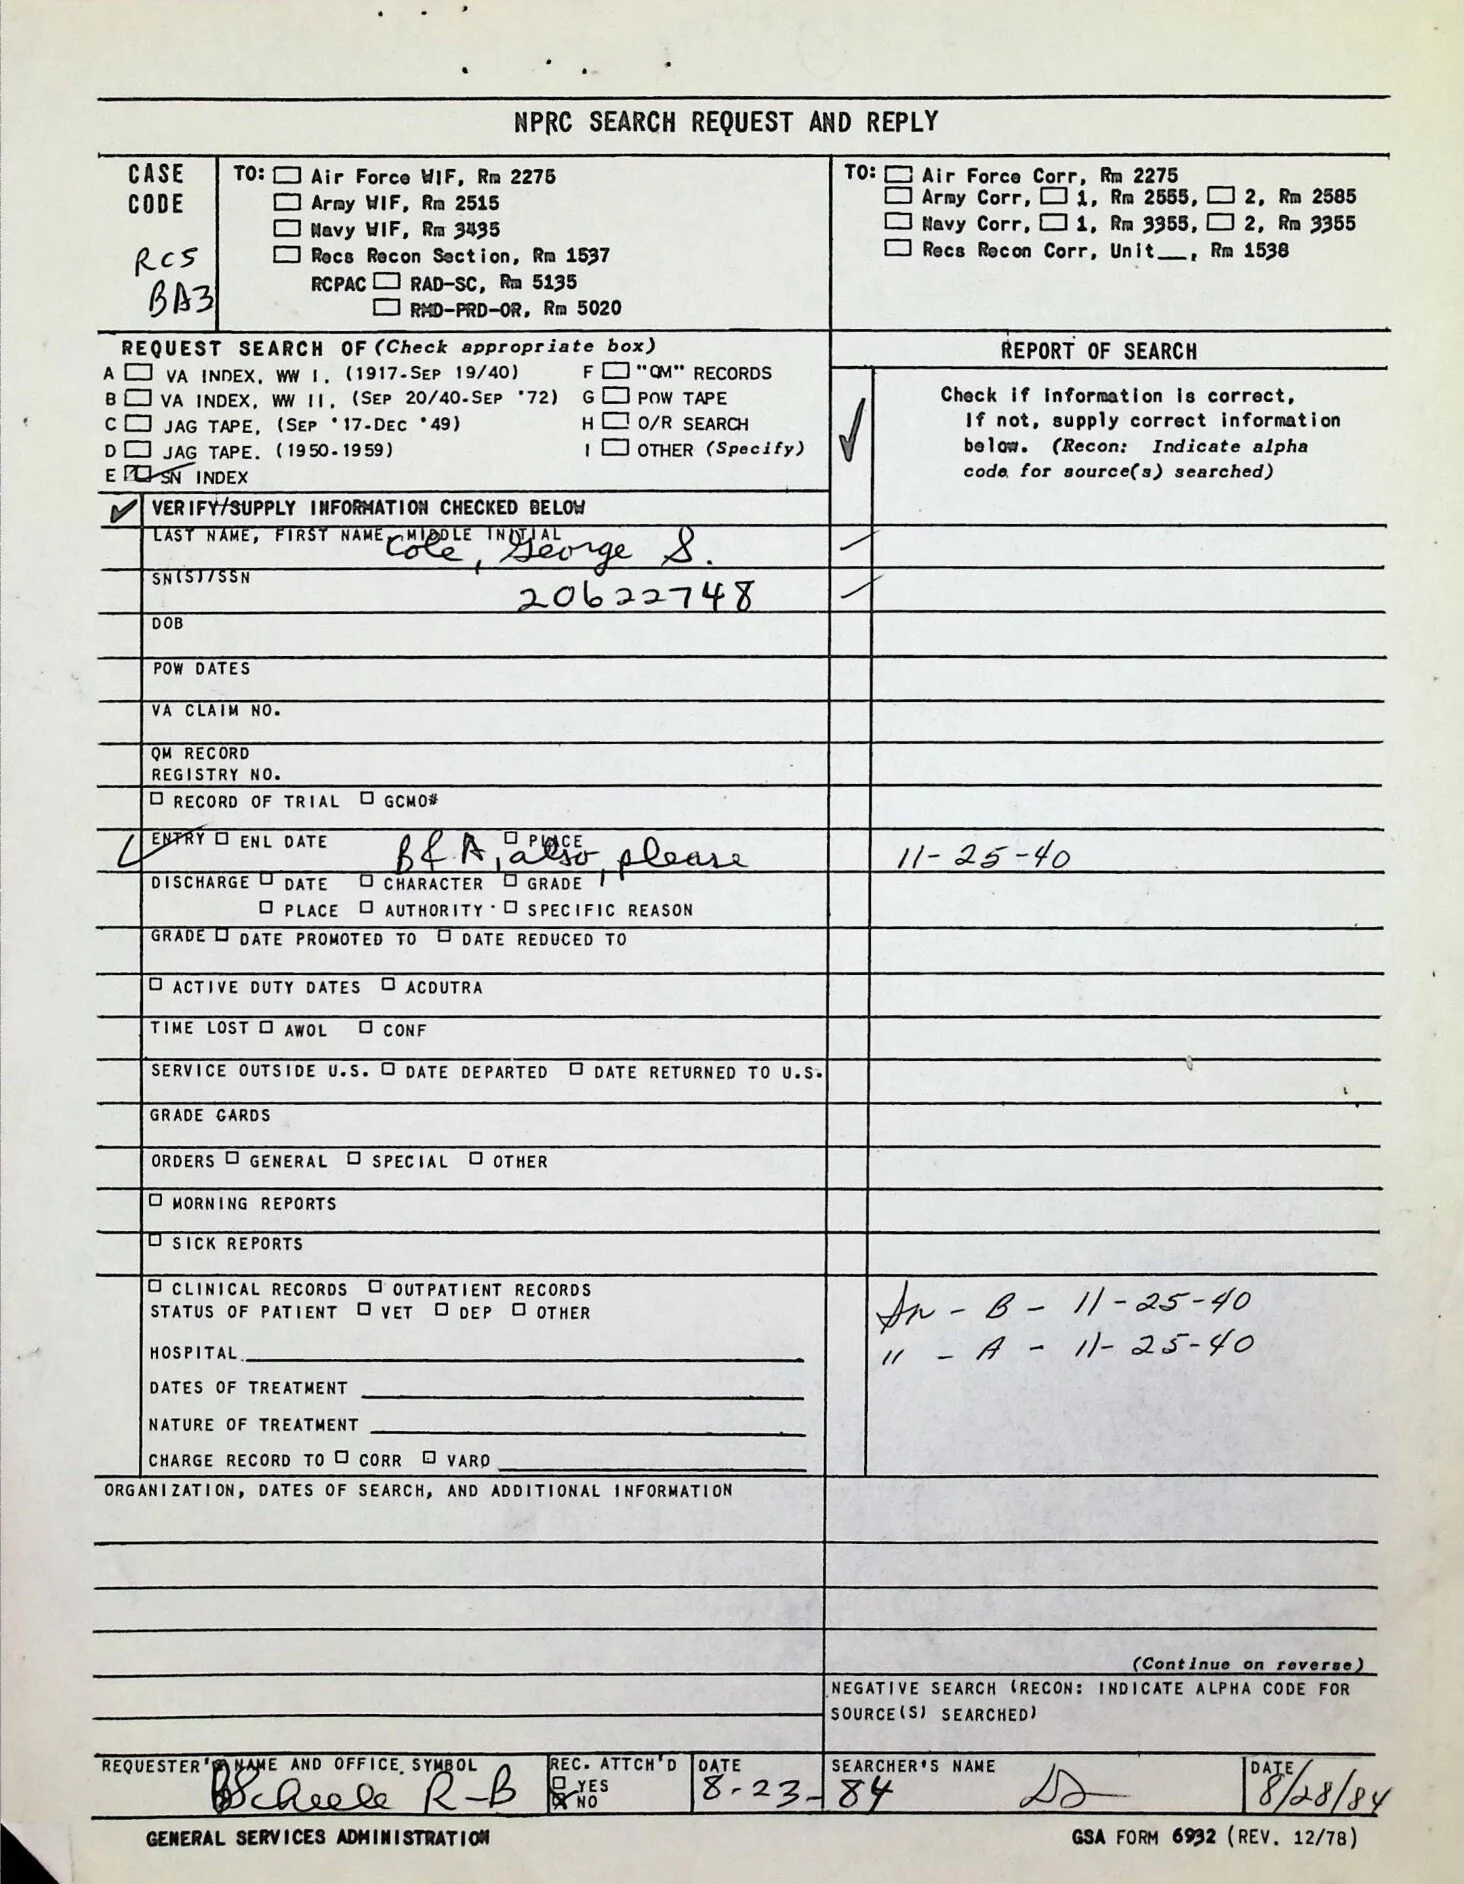 NPRC SEARCH REQUEST AND REPLY
CASE CODE
RCS
BA3
TO: Air Force WIF, Rm 2275
Army WIF, Rm 2515
Navy WIF, Rm 3435
Recs Recon Section, Rm 1537
RCPAC RAD-SC, Rm 5135
RMD-PRD-OR, Rm 5020
TO: Air Force Corr, Rm 2275
Army Corr, 1, Rm 2555, 2, Rm 2585
Navy Corr, 1, Rm 3355, 2, Rm 3355
Recs Recon Corr, Unit__, Rm 1538
REQUEST SEARCH OF (Check appropriate box)
A VA INDEX, WW I, (1917-SEP 19/40)
B VA INDEX, WW II, (SEP 20/40-SEP '72)
C JAG TAPE, (SEP '17-DEC '49)
D JAG TAPE. (1950-1959)
E SN INDEX
F "QM" RECORDS
G POW TAPE
H O/R SEARCH
I OTHER (Specify)
REPORT OF SEARCH
Check if information is correct,
If not, supply correct information
below. (Recon: Indicate alpha
code for source(s) searched)
VERIFY/SUPPLY INFORMATION CHECKED BELOW
LAST NAME, FIRST NAME, MIDDLE INITIAL
Cole, George S.
SN(S)/SSN
20622748
DOB
POW DATES
VA CLAIM NO.
QM RECORD
REGISTRY NO.
RECORD OF TRIAL GCMO#
ENTRY ENL DATE PLACE
B & A, also, please 11-25-40
DISCHARGE DATE CHARACTER GRADE
PLACE AUTHORITY SPECIFIC REASON
GRADE DATE PROMOTED TO DATE REDUCED TO
ACTIVE DUTY DATES ACDUTRA
TIME LOST AWOL CONF
SERVICE OUTSIDE U.S. DATE DEPARTED DATE RETURNED TO U.S.
GRADE CARDS
ORDERS GENERAL SPECIAL OTHER
MORNING REPORTS
SICK REPORTS
CLINICAL RECORDS OUTPATIENT RECORDS
STATUS OF PATIENT VET DEP OTHER
HOSPITAL
DATES OF TREATMENT
NATURE OF TREATMENT
CHARGE RECORD TO CORR VARO
Sn - B - 11-25-40
" - A - 11-25-40
ORGANIZATION, DATES OF SEARCH, AND ADDITIONAL INFORMATION
(Continue on reverse)
NEGATIVE SEARCH (RECON: INDICATE ALPHA CODE FOR
SOURCE(S) SEARCHED)
REQUESTER'S NAME AND OFFICE SYMBOL
BScheele R-B
REC. ATTCH'D
YES
NO
DATE
8-23-84
SEARCHER'S NAME
DATE
8/28/84
GENERAL SERVICES ADMINISTRATION
GSA FORM 6932 (REV. 12/78)